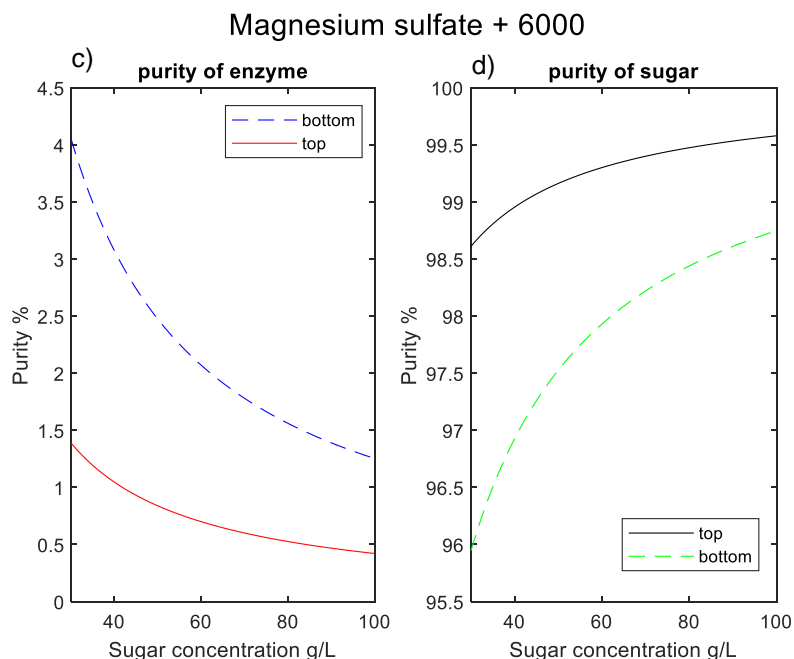 Magnesium sulfate + 6000
c)
purity of enzyme
4.5
4
3.5
3
2.5
2
1.5
1
0.5
0
Purity %
bottom
top
40
60
80
100
Sugar concentration g/L
d)
purity of sugar
100
99.5
99
98.5
98
97.5
97
96.5
96
95.5
Purity %
top
bottom
40
60
80
100
Sugar concentration g/L